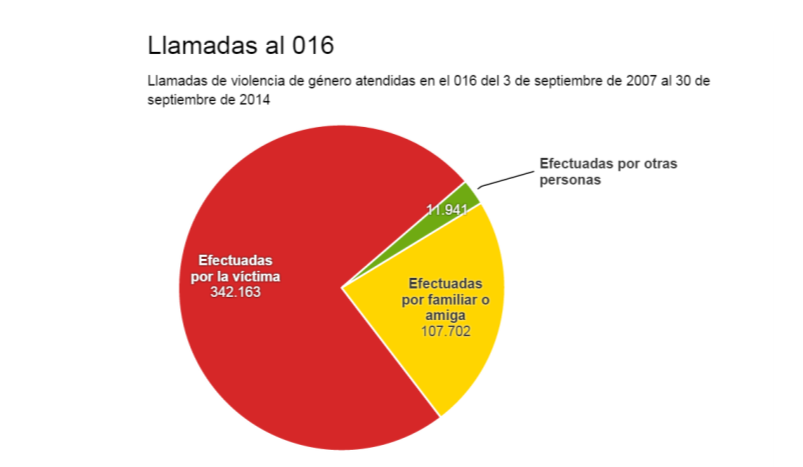 Llamadas al 016
Llamadas de violencia de género atendidas en el 016 del 3 de septiembre de 2007 al 30 de
septiembre de 2014
Efectuadas por otras
personas
11.941
Efectuadas
por la víctima
342.163
Efectuadas
por familiar o
amiga
107.702